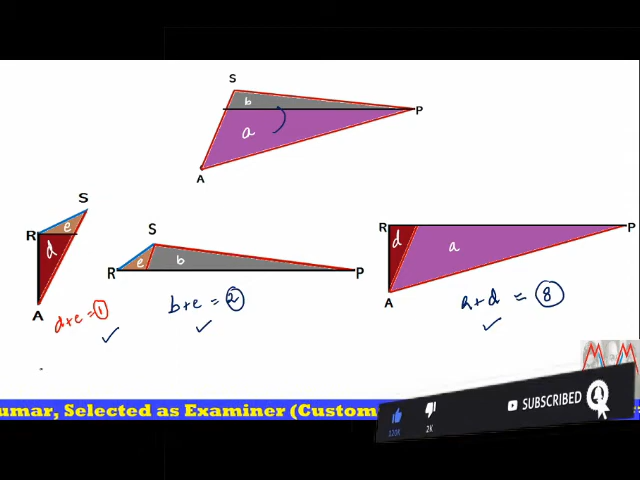 S
b
P
a
A
S
e
R
d
A
d+e=1
S
e
b
R
P
b+e=2
R
P
d
a
A
a+d=8
umar, Selected as Examiner (Custom
SUBSCRIBED
120K
2K